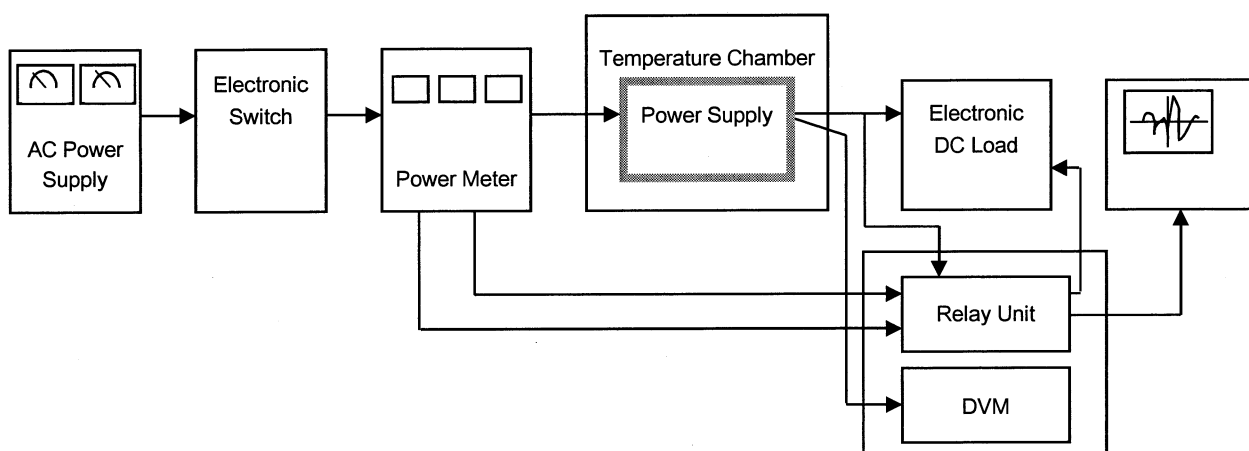 AC Power
Supply
Electronic
Switch
Power Meter
Temperature Chamber
Power Supply
Electronic
DC Load
Relay Unit
DVM